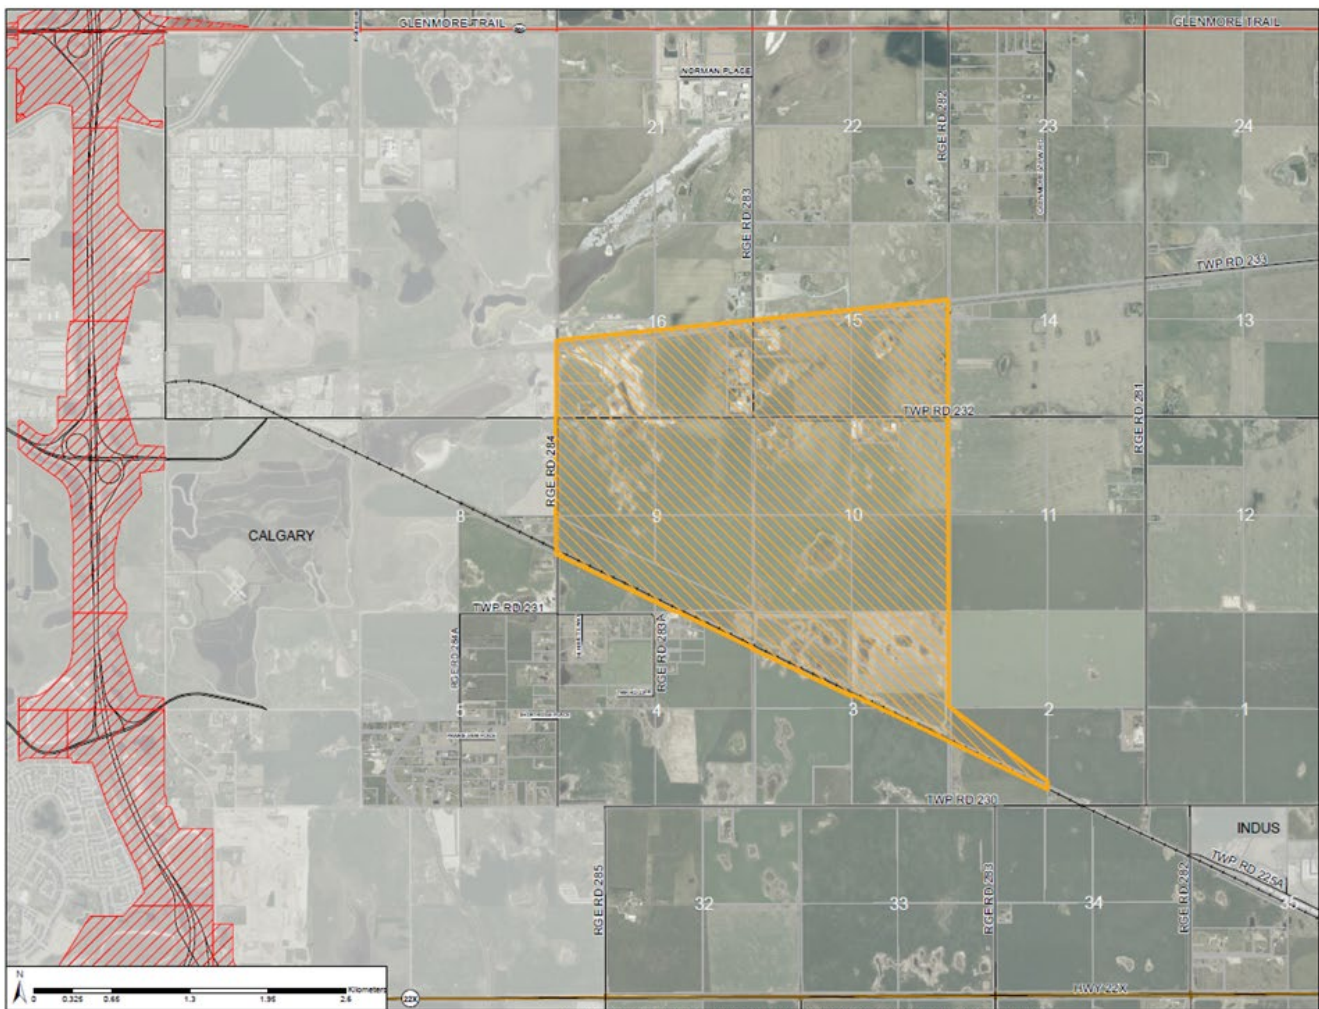 GLENMORE TRAIL
GLENMORE TRAIL
NORMAN PLACE
21
22
23
24
RGE RD 282
RGE RD 283
TWP RD 233
16
15
14
13
RGE RD 281
TWP RD 232
RGE RD 284
8
9
10
11
12
CALGARY
TWP RD 231
RGE RD 284A
RGE RD 283A
5
4
3
2
1
TWP RD 230
INDUS
TWP RD 225A
RGE RD 285
RGE RD 283
RGE RD 282
32
33
34
35
N
Kilometers
0 0.325 0.65 1.3 1.95 2.6
22X
HWY 22X